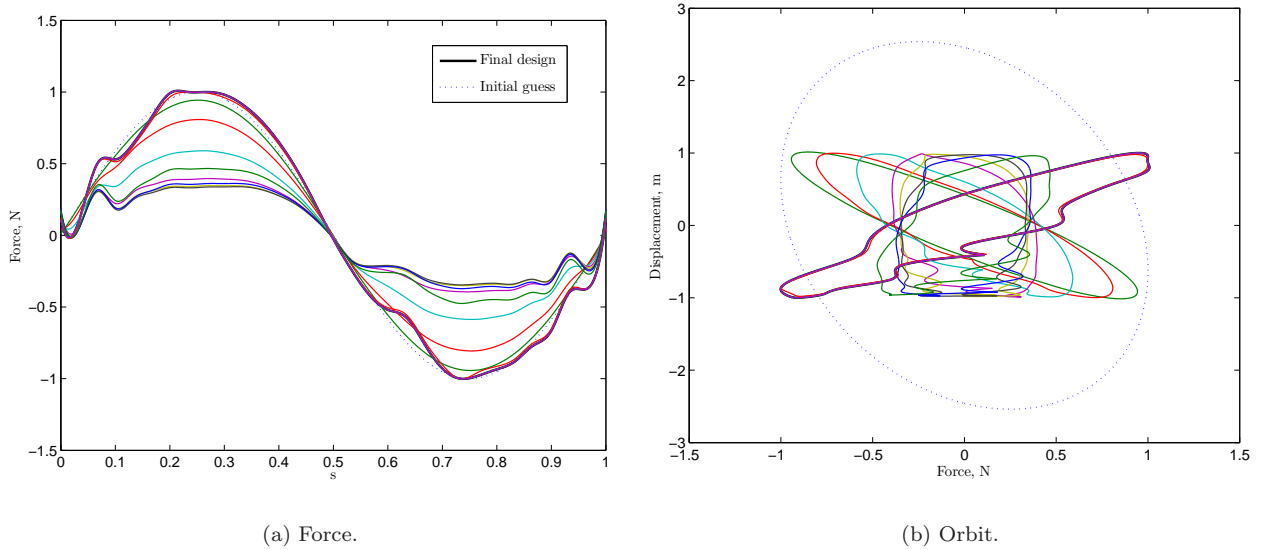 1.5
1
0.5
0
−0.5
−1
−1.5
Force, N
0 0.1 0.2 0.3 0.4 0.5 0.6 0.7 0.8 0.9 1
s
Final design
Initial guess
(a) Force.
3
2
1
0
−1
−2
−3
Displacement, m
−1.5 −1 −0.5 0 0.5 1 1.5
Force, N
(b) Orbit.